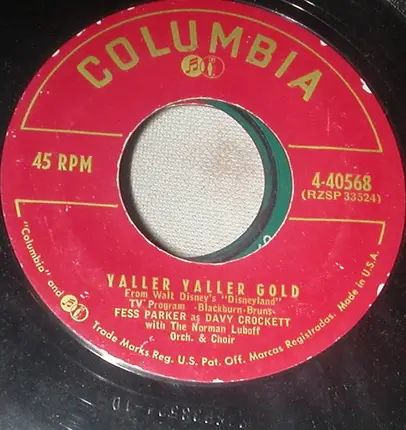 COLUMBIA
45 RPM
4-40568
(RZSP 33524)
YALLER YALLER GOLD
From Walt Disney's "Disneyland"
TV Program -Blackburn-Bruns-
FESS PARKER as DAVY CROCKETT
with The Norman Luboff
Orch. & Choir
"Columbia" and Trade Marks Reg. U.S. Pat. Off. Marcas Registradas. Made in U.S.A.